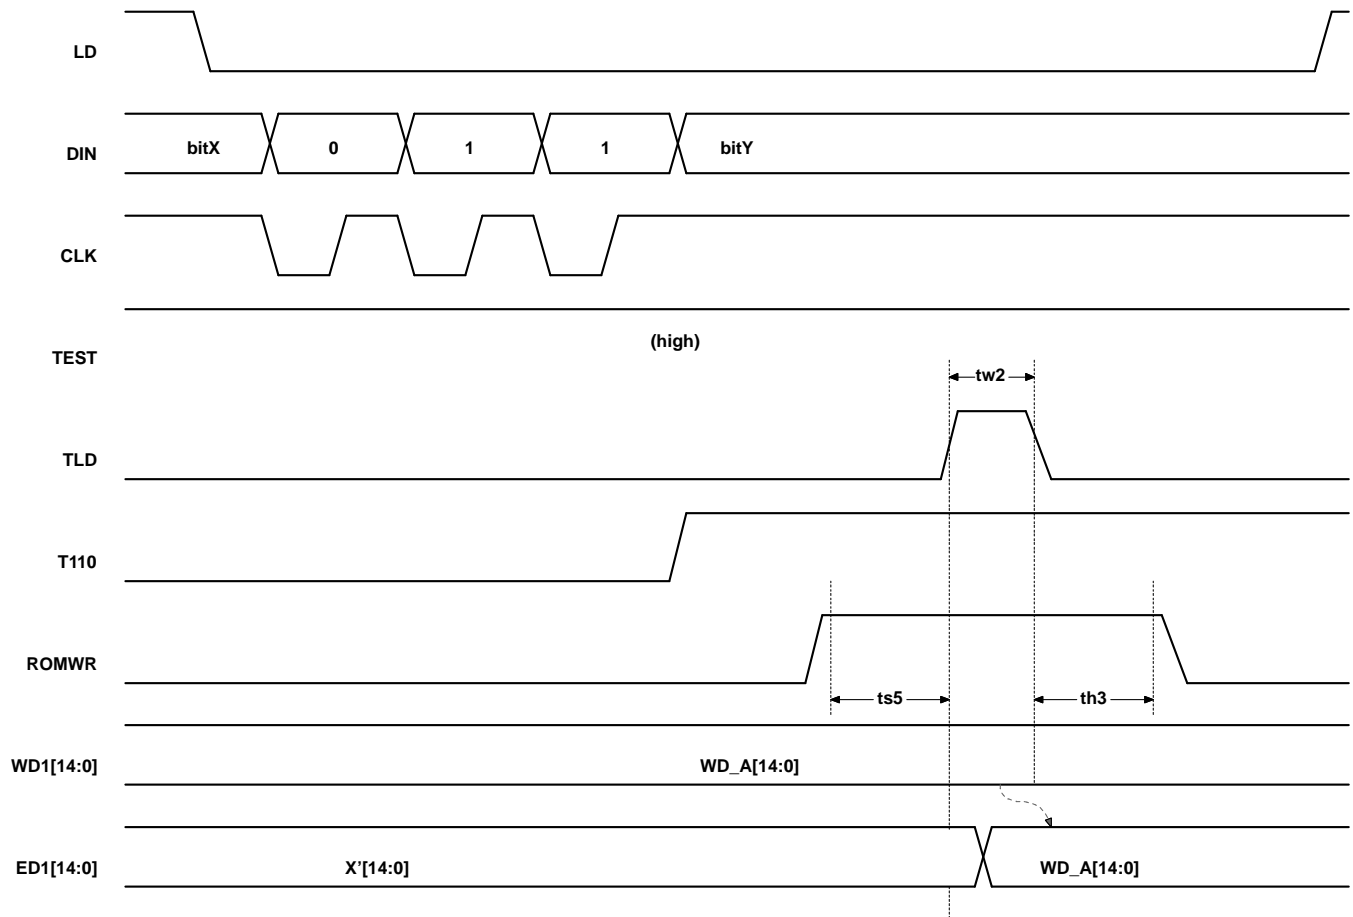 LD
DIN bitX 0 1 1 bitY
CLK
(high)
TEST
tw2
TLD
T110
ROMWR
ts5 th3
WD1[14:0] WD_A[14:0]
ED1[14:0] X’[14:0] WD_A[14:0]